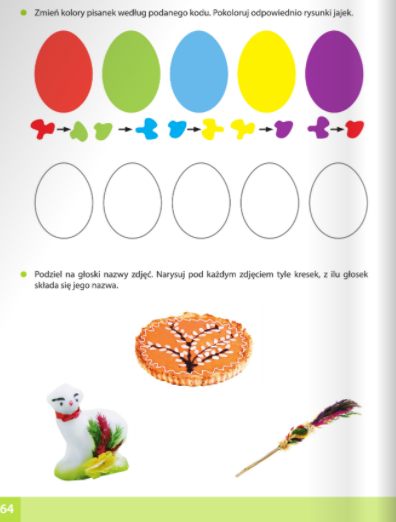 Zmień kolory pisanek według podanego kodu. Pokoloruj odpowiednio rysunki jajek.
Podziel na głoski nazwy zdjęć. Narysuj pod każdym zdjęciem tyle kresek, z ilu głosek
składa się jego nazwa.
64